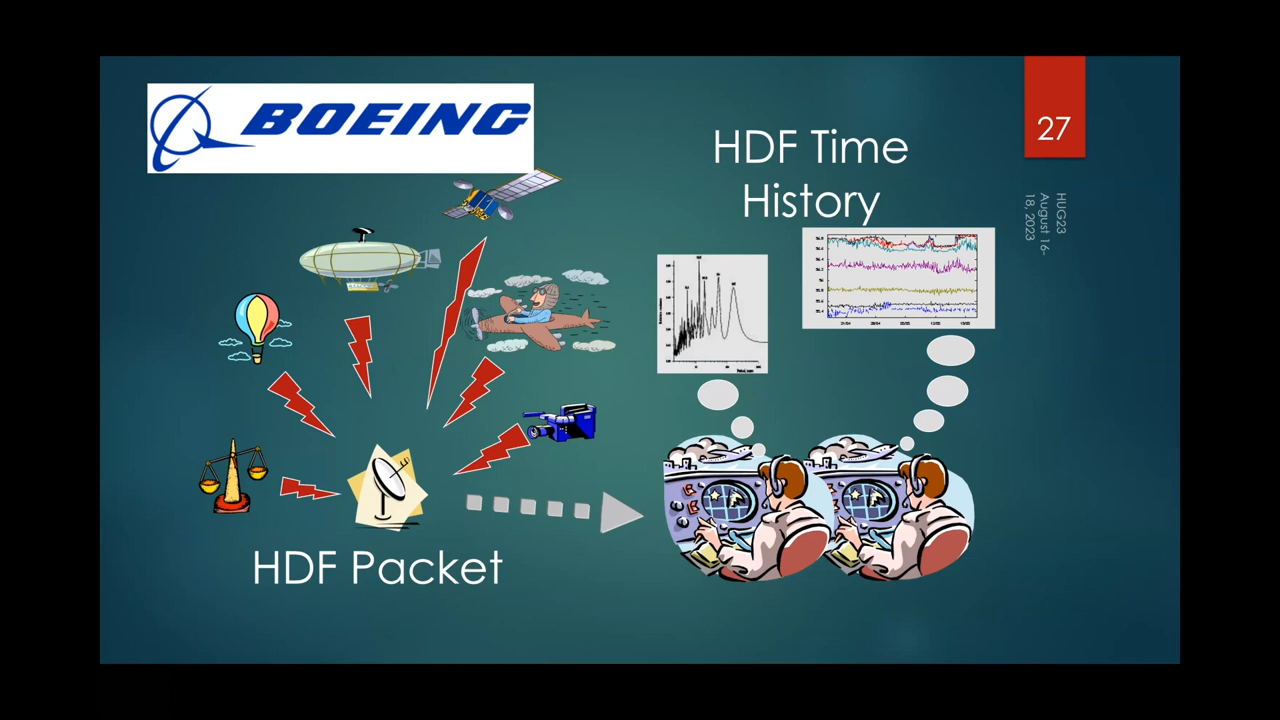 BOEING
HDF Time
History
27
HUG23
August 16-
18, 2023
HDF Packet